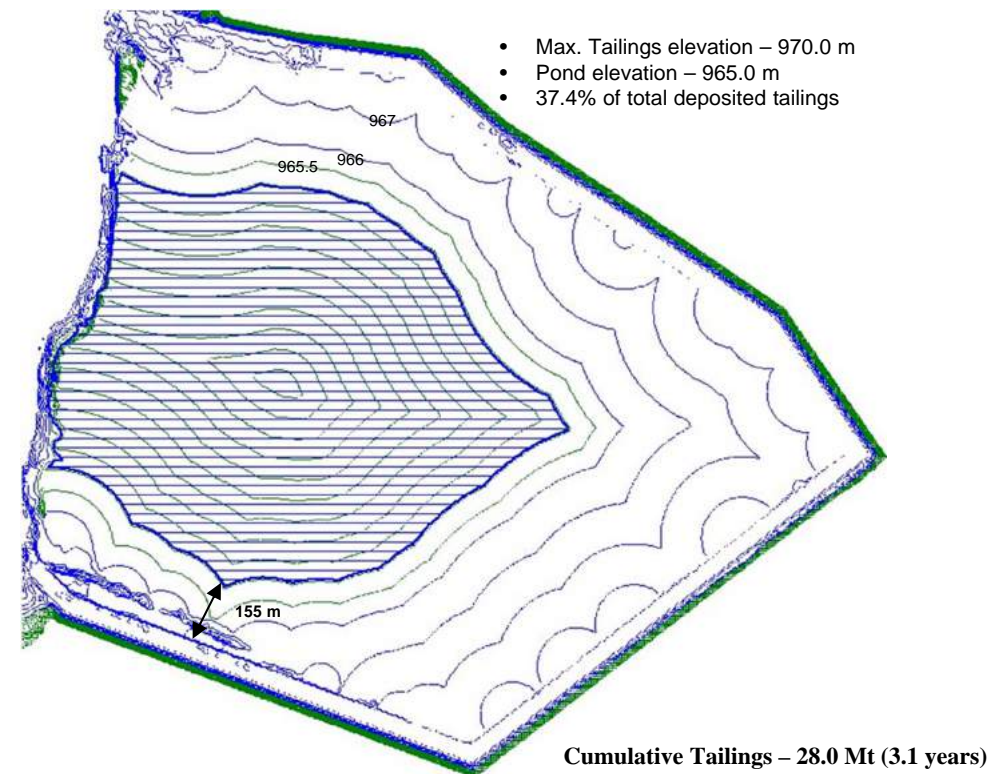 • Max. Tailings elevation – 970.0 m
• Pond elevation – 965.0 m
• 37.4% of total deposited tailings
967
966
965.5
155 m
Cumulative Tailings – 28.0 Mt (3.1 years)